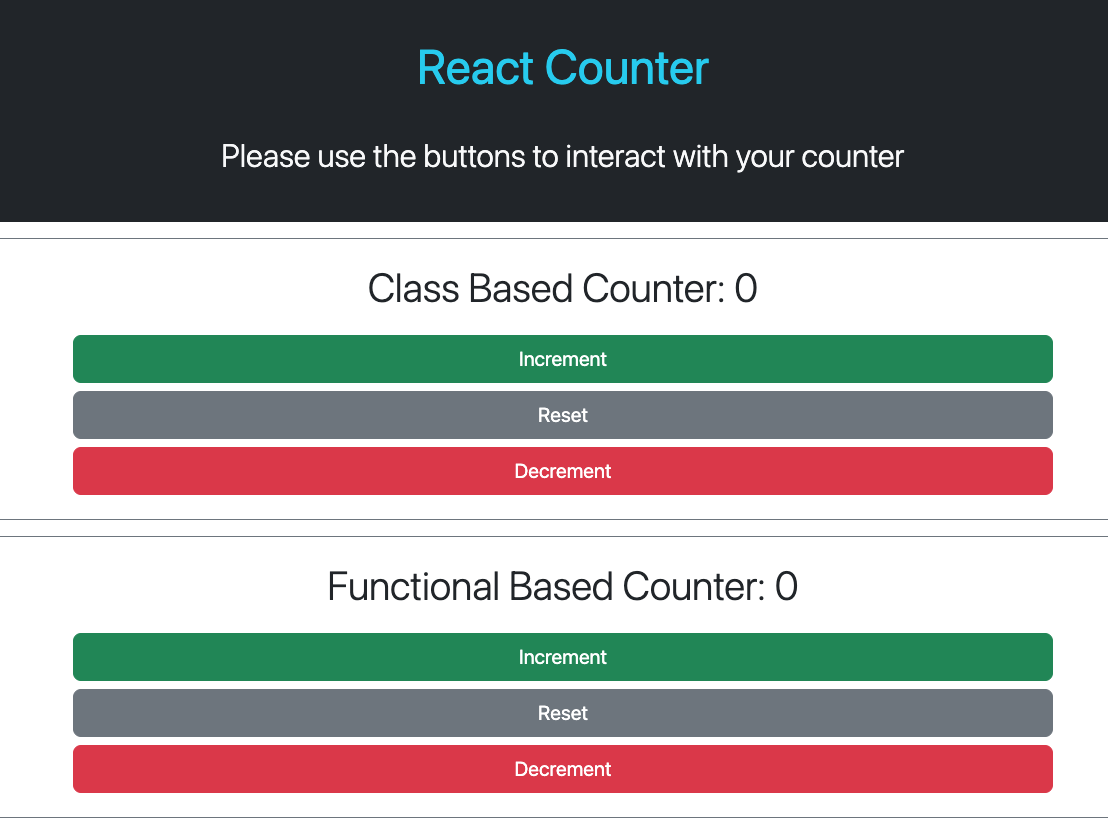 React Counter
Please use the buttons to interact with your counter
Class Based Counter: 0
Increment
Reset
Decrement
Functional Based Counter: 0
Increment
Reset
Decrement